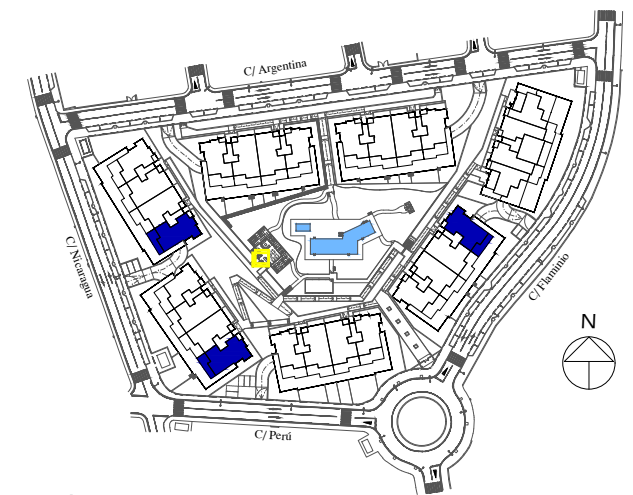 C/ Argentina
C/ Nicaragua
C/ Flaminio
N
C/ Perú